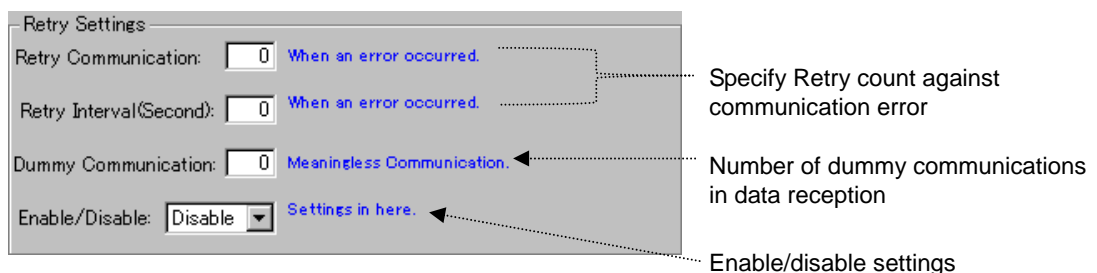 Retry Settings
Retry Communication: 0 When an error occurred.
Retry Interval(Second): 0 When an error occurred.
Specify Retry count against
communication error
Dummy Communication: 0 Meaningless Communication.
Number of dummy communications
in data reception
Enable/Disable: Disable Settings in here.
Enable/disable settings